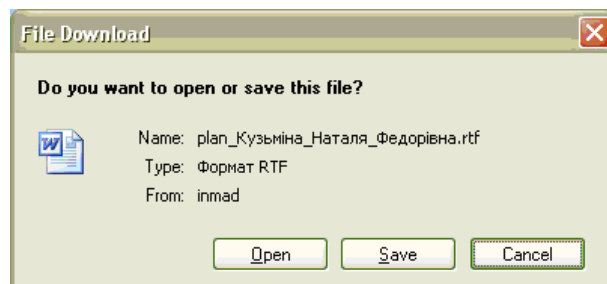 File Download
Do you want to open or save this file?
Name: plan_Кузьміна_Наталя_Федорівна.rtf
Type: Формат RTF
From: inmad
Open Save Cancel